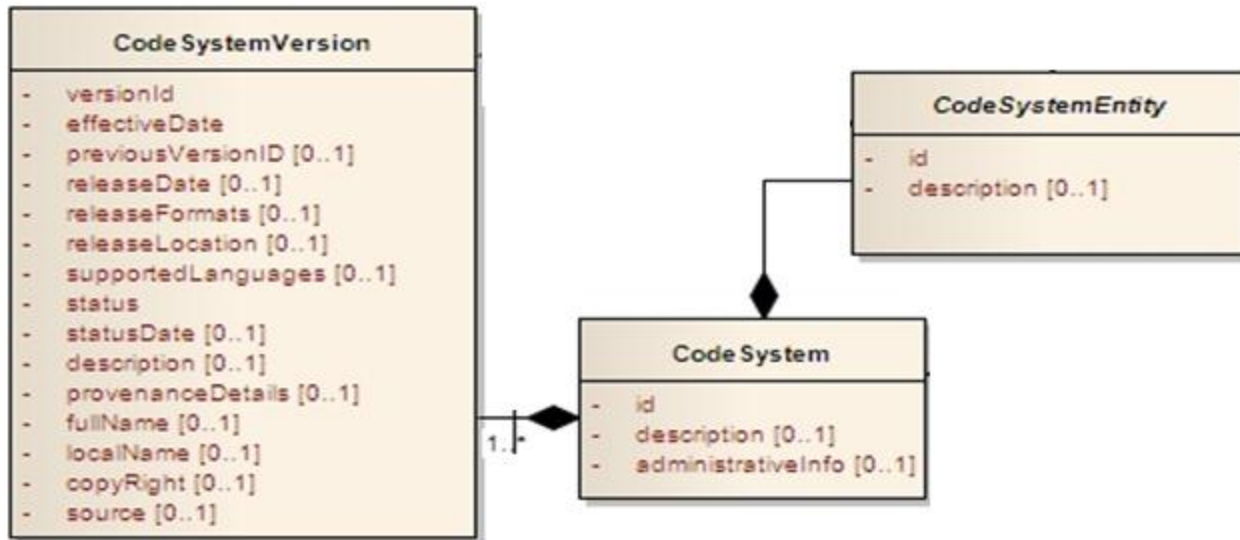 CodeSystemVersion
- versionId
- effectiveDate
- previousVersionID [0..1]
- releaseDate [0..1]
- releaseFormats [0..1]
- releaseLocation [0..1]
- supportedLanguages [0..1]
- status
- statusDate [0..1]
- description [0..1]
- provenanceDetails [0..1]
- fullName [0..1]
- localName [0..1]
- copyRight [0..1]
- source [0..1]
CodeSystemEntity
- id
- description [0..1]
CodeSystem
- id
- description [0..1]
- administrativeInfo [0..1]
1..*